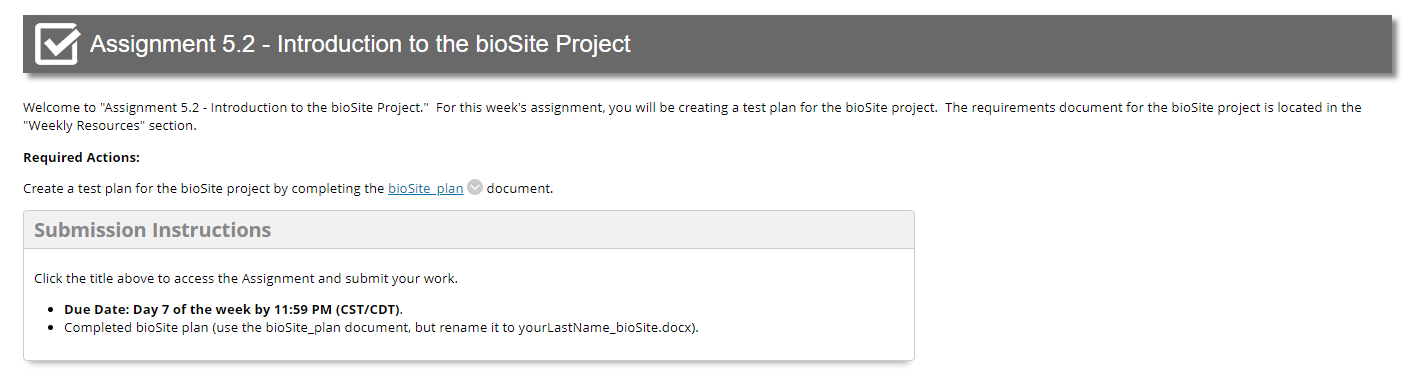 Assignment 5.2 - Introduction to the bioSite Project
Welcome to "Assignment 5.2 - Introduction to the bioSite Project."  For this week's assignment, you will be creating a test plan for the bioSite project.  The requirements document for the bioSite project is located in the
"Weekly Resources" section.
Required Actions:
Create a test plan for the bioSite project by completing the bioSite_plan document.
Submission Instructions
Click the title above to access the Assignment and submit your work.
• Due Date: Day 7 of the week by 11:59 PM (CST/CDT).
• Completed bioSite plan (use the bioSite_plan document, but rename it to yourLastName_bioSite.docx).